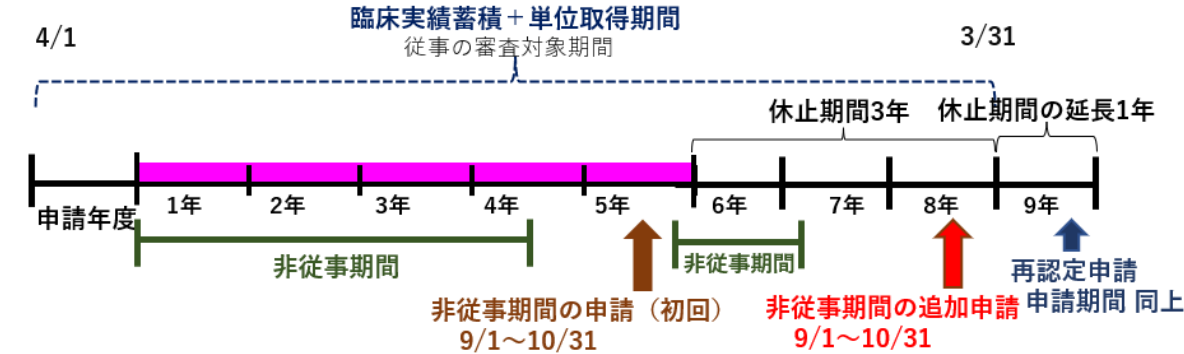 臨床実績蓄積＋単位取得期間
4/1
従事の審査対象期間
3/31
休止期間3年
休止期間の延長1年
申請年度
1年
2年
3年
4年
5年
6年
7年
8年
9年
非従事期間
非従事期間
再認定申請
申請期間 同上
非従事期間の申請（初回）
9/1～10/31
非従事期間の追加申請
9/1～10/31